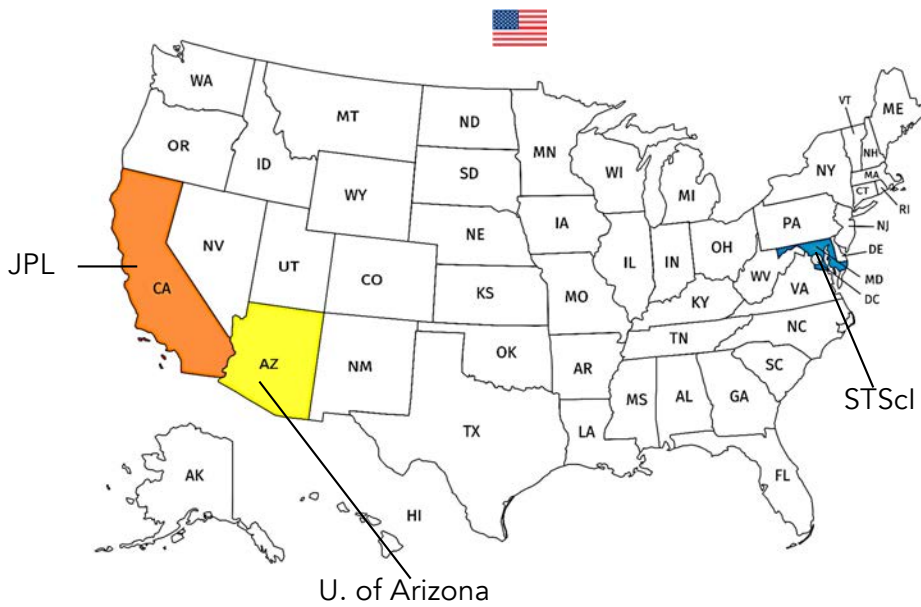 WA
MT
ND
MN
VT
ME
OR
ID
SD
WI
MI
NY
NH
MA
CT
RI
WY
IA
PA
NJ
JPL
NV
NE
IL
IN
OH
DE
CA
UT
CO
KS
MO
WV
VA
MD
DC
KY
NC
TN
AZ
NM
OK
AR
SC
STScI
MS
AL
GA
TX
LA
AK
FL
HI
U. of Arizona